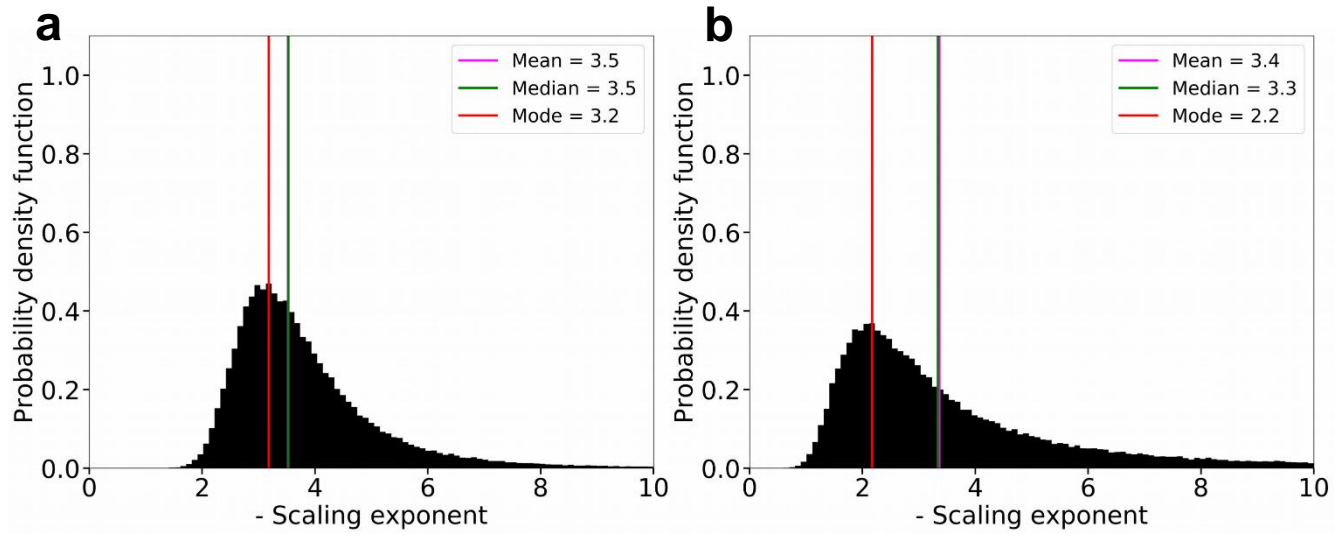 a
Probability density function
1.0
0.8
0.6
0.4
0.2
0.0
0 2 4 6 8 10
- Scaling exponent
Mean = 3.5
Median = 3.5
Mode = 3.2
b
Probability density function
1.0
0.8
0.6
0.4
0.2
0.0
0 2 4 6 8 10
- Scaling exponent
Mean = 3.4
Median = 3.3
Mode = 2.2